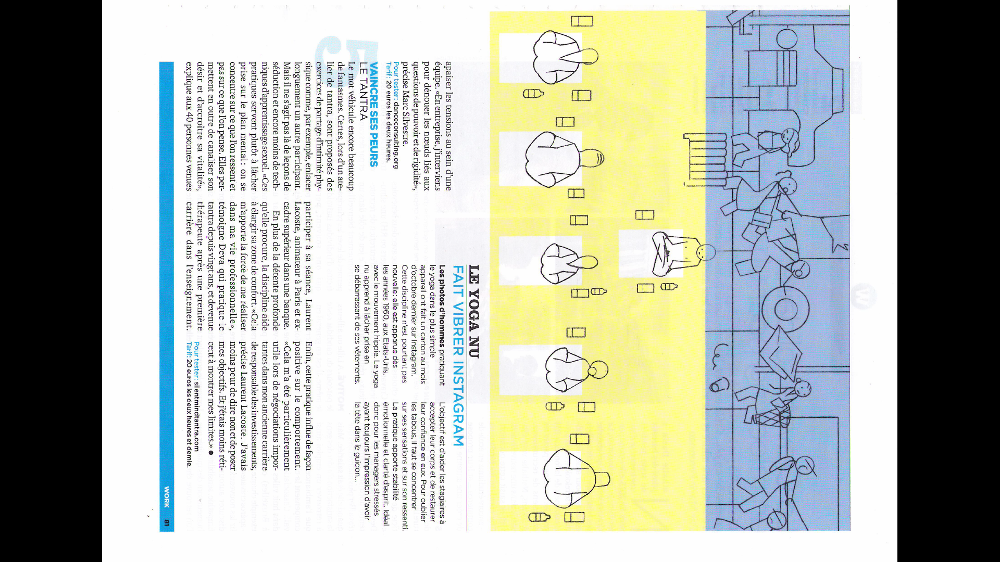 apaiser les tensions au sein d'une
équipe. «En entreprise, j'interviens
pour dénouer les nœuds liés aux
questions de pouvoir et de rigidité»,
précise Marc Silvestre.
Pour tester : danceconsulting.org
Tarif : 20 euros les deux heures.
5
VAINCRE SES PEURS
LE TANTRA
Le mot véhicule encore beaucoup
de fantasmes. Certes, lors d'un ate-
lier de tantra, sont proposés des
exercices de partage d'intimité phy-
sique comme, par exemple, enlacer
longuement un autre participant.
Mais il ne s'agit pas là de leçons de
séduction et encore moins de tech-
niques d'apprentissage sexuel. «Ces
pratiques servent plutôt à lâcher
prise sur le plan mental : on se
concentre sur ce que l'on ressent et
pas sur ce que l'on pense. Elles per-
mettent en outre de canaliser son
désir et d'accroître sa vitalité»,
explique aux 40 personnes venues
participer à sa séance, Laurent
Lacoste, animateur à Paris et ex-
cadre supérieur dans une banque.
En plus de la détente profonde
qu'elle procure, la discipline aide
à élargir sa zone de confort. «Cela
m'apporte la force de me réaliser
dans ma vie professionnelle»,
témoigne Deva qui pratique le
tantra depuis vingt ans, et devenue
thérapeute après une première
carrière dans l'enseignement.
Enfin, cette pratique influe de façon
positive sur le comportement.
«Cela m'a été particulièrement
utile lors de négociations impor-
tantes dans mon ancienne carrière
de responsable des investissements,
précise Laurent Lacoste. J'avais
moins peur de dire non et de poser
mes objectifs. Et j'étais moins réti-
cent à montrer mes limites.» ●
Pour tester : silentmindtantra.com
Tarif : 20 euros les deux heures et demie.
LE YOGA NU
FAIT VIBRER INSTAGRAM
Les photos d'hommes pratiquant
le yoga dans le plus simple
appareil ont fait un carton au mois
d'octobre dernier sur Instagram.
Cette discipline n'est pourtant pas
nouvelle : elle est apparue dès
les années 1960, aux Etats-Unis,
avec le mouvement hippie. Le yoga
nu apprend à lâcher prise en
se débarrassant de ses vêtements.
L'objectif est d'aider les stagiaires à
accepter leur corps et de restaurer
leur confiance en eux. Pour oublier
les tabous, il faut se concentrer
sur ses sensations et sur son ressenti.
La pratique apporte stabilité
émotionnelle et clarté d'esprit. Idéal
donc pour les managers stressés
ayant toujours l'impression d'avoir
la tête dans le guidon...
WORK 81